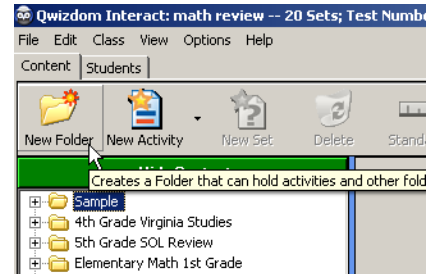 Qwizdom Interact: math review -- 20 Sets; Test Numbe
File Edit Class View Options Help
Content Students
New Folder New Activity New Set Delete Stand
Creates a Folder that can hold activities and other fold
Sample
4th Grade Virginia Studies
5th Grade SOL Review
Elementary Math 1st Grade